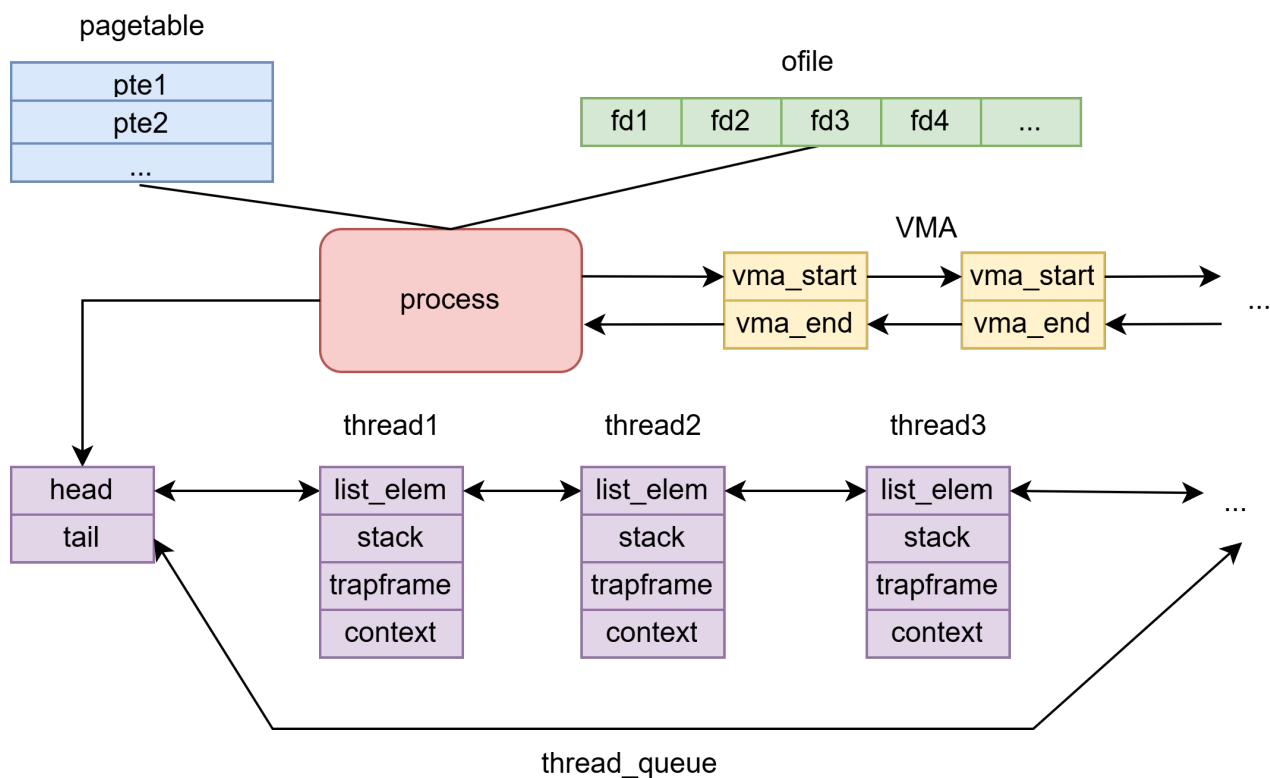 pagetable
pte1
pte2
...
ofile
fd1 fd2 fd3 fd4 ...
process
VMA
vma_start vma_start
vma_end vma_end
...
thread1 thread2 thread3
head list_elem list_elem list_elem
...
tail stack stack stack
trapframe trapframe trapframe
context context context
thread_queue